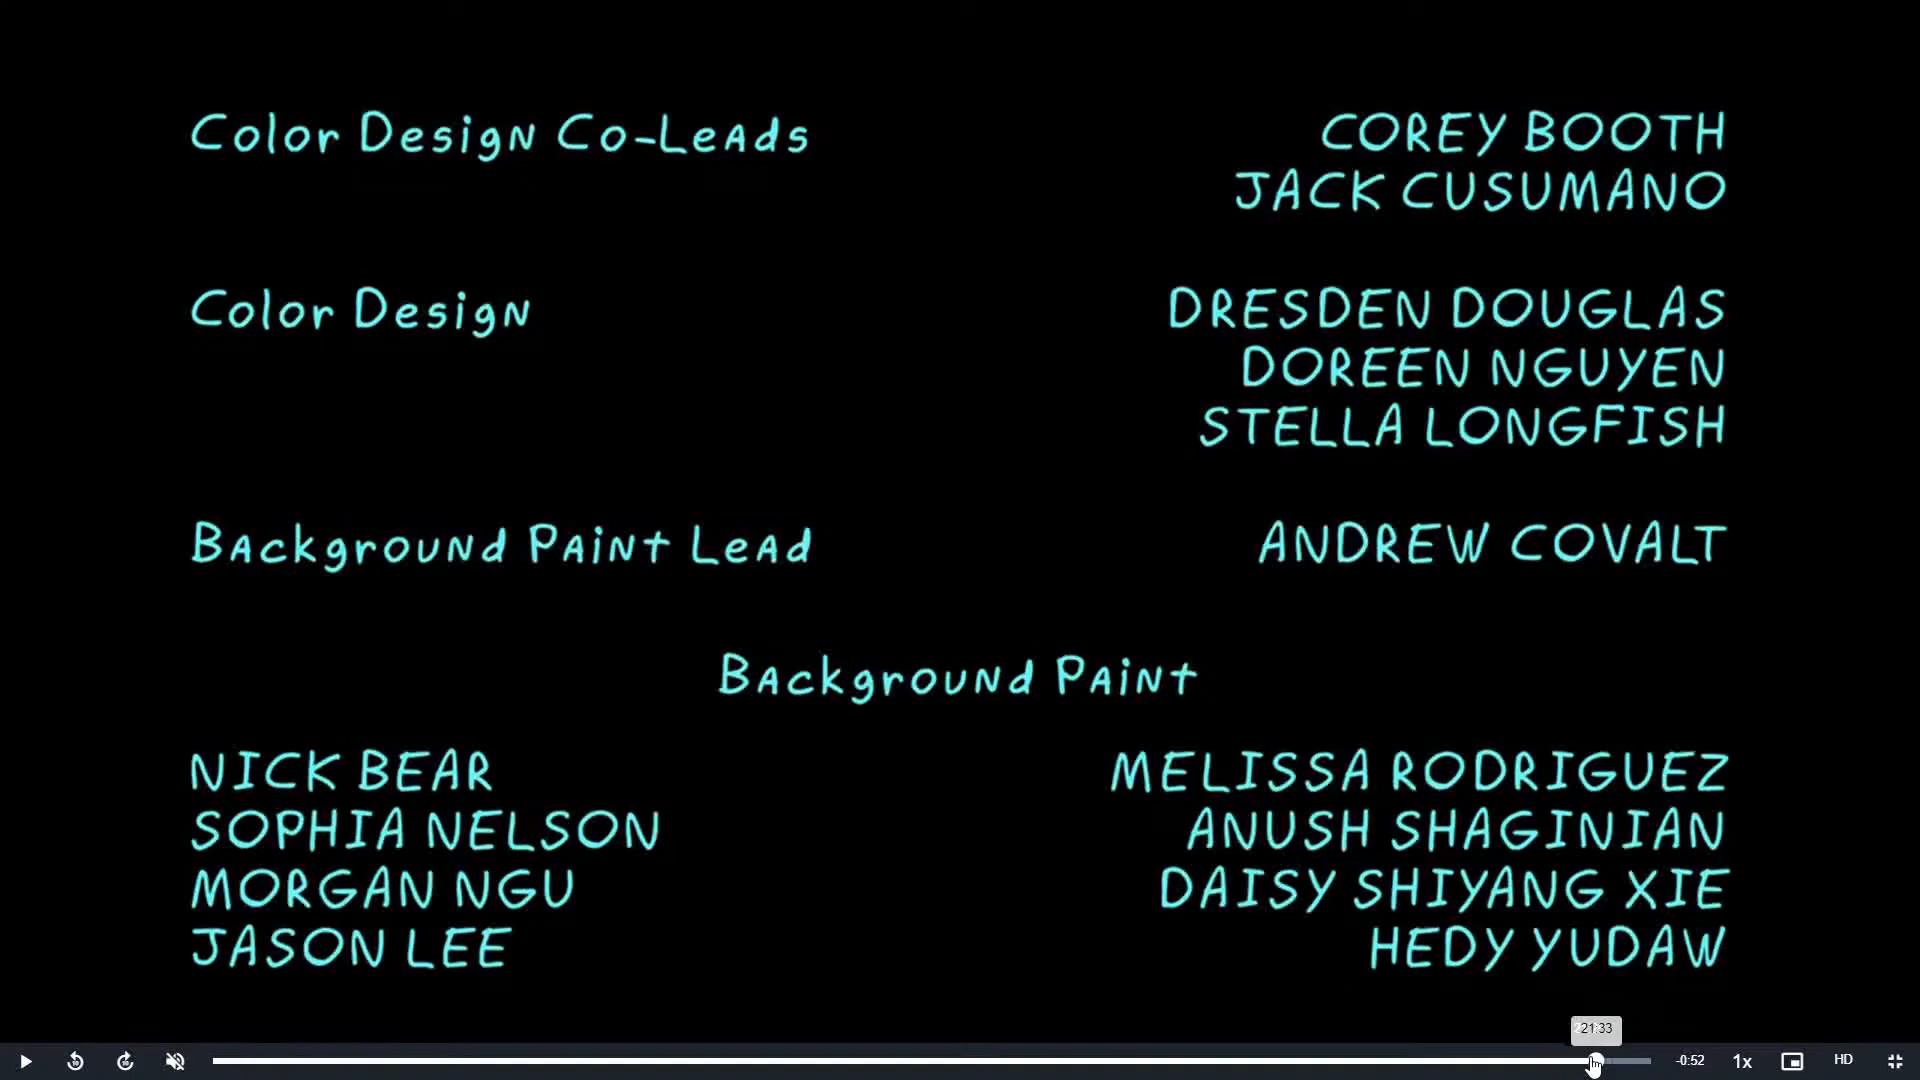 Color Design Co-Leads COREY BOOTH
JACK CUSUMANO
Color Design DRESDEN DOUGLAS
DOREEN NGUYEN
STELLA LONGFISH
Background Paint Lead ANDREW COVALT
Background Paint
NICK BEAR MELISSA RODRIGUEZ
SOPHIA NELSON ANUSH SHAGINIAN
MORGAN NGU DAISY SHIYANG XIE
JASON LEE HEDY YUDAW
21:33
-0:52 1x HD